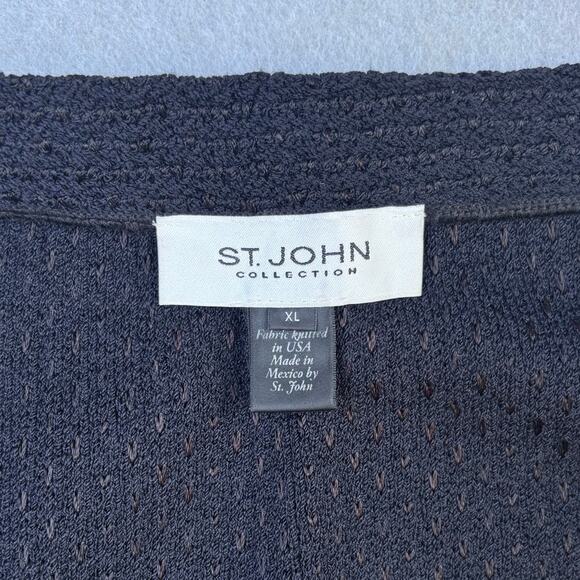 ST. JOHN
COLLECTION
XL
Fabric knitted
in USA
Made in
Mexico by
St. John